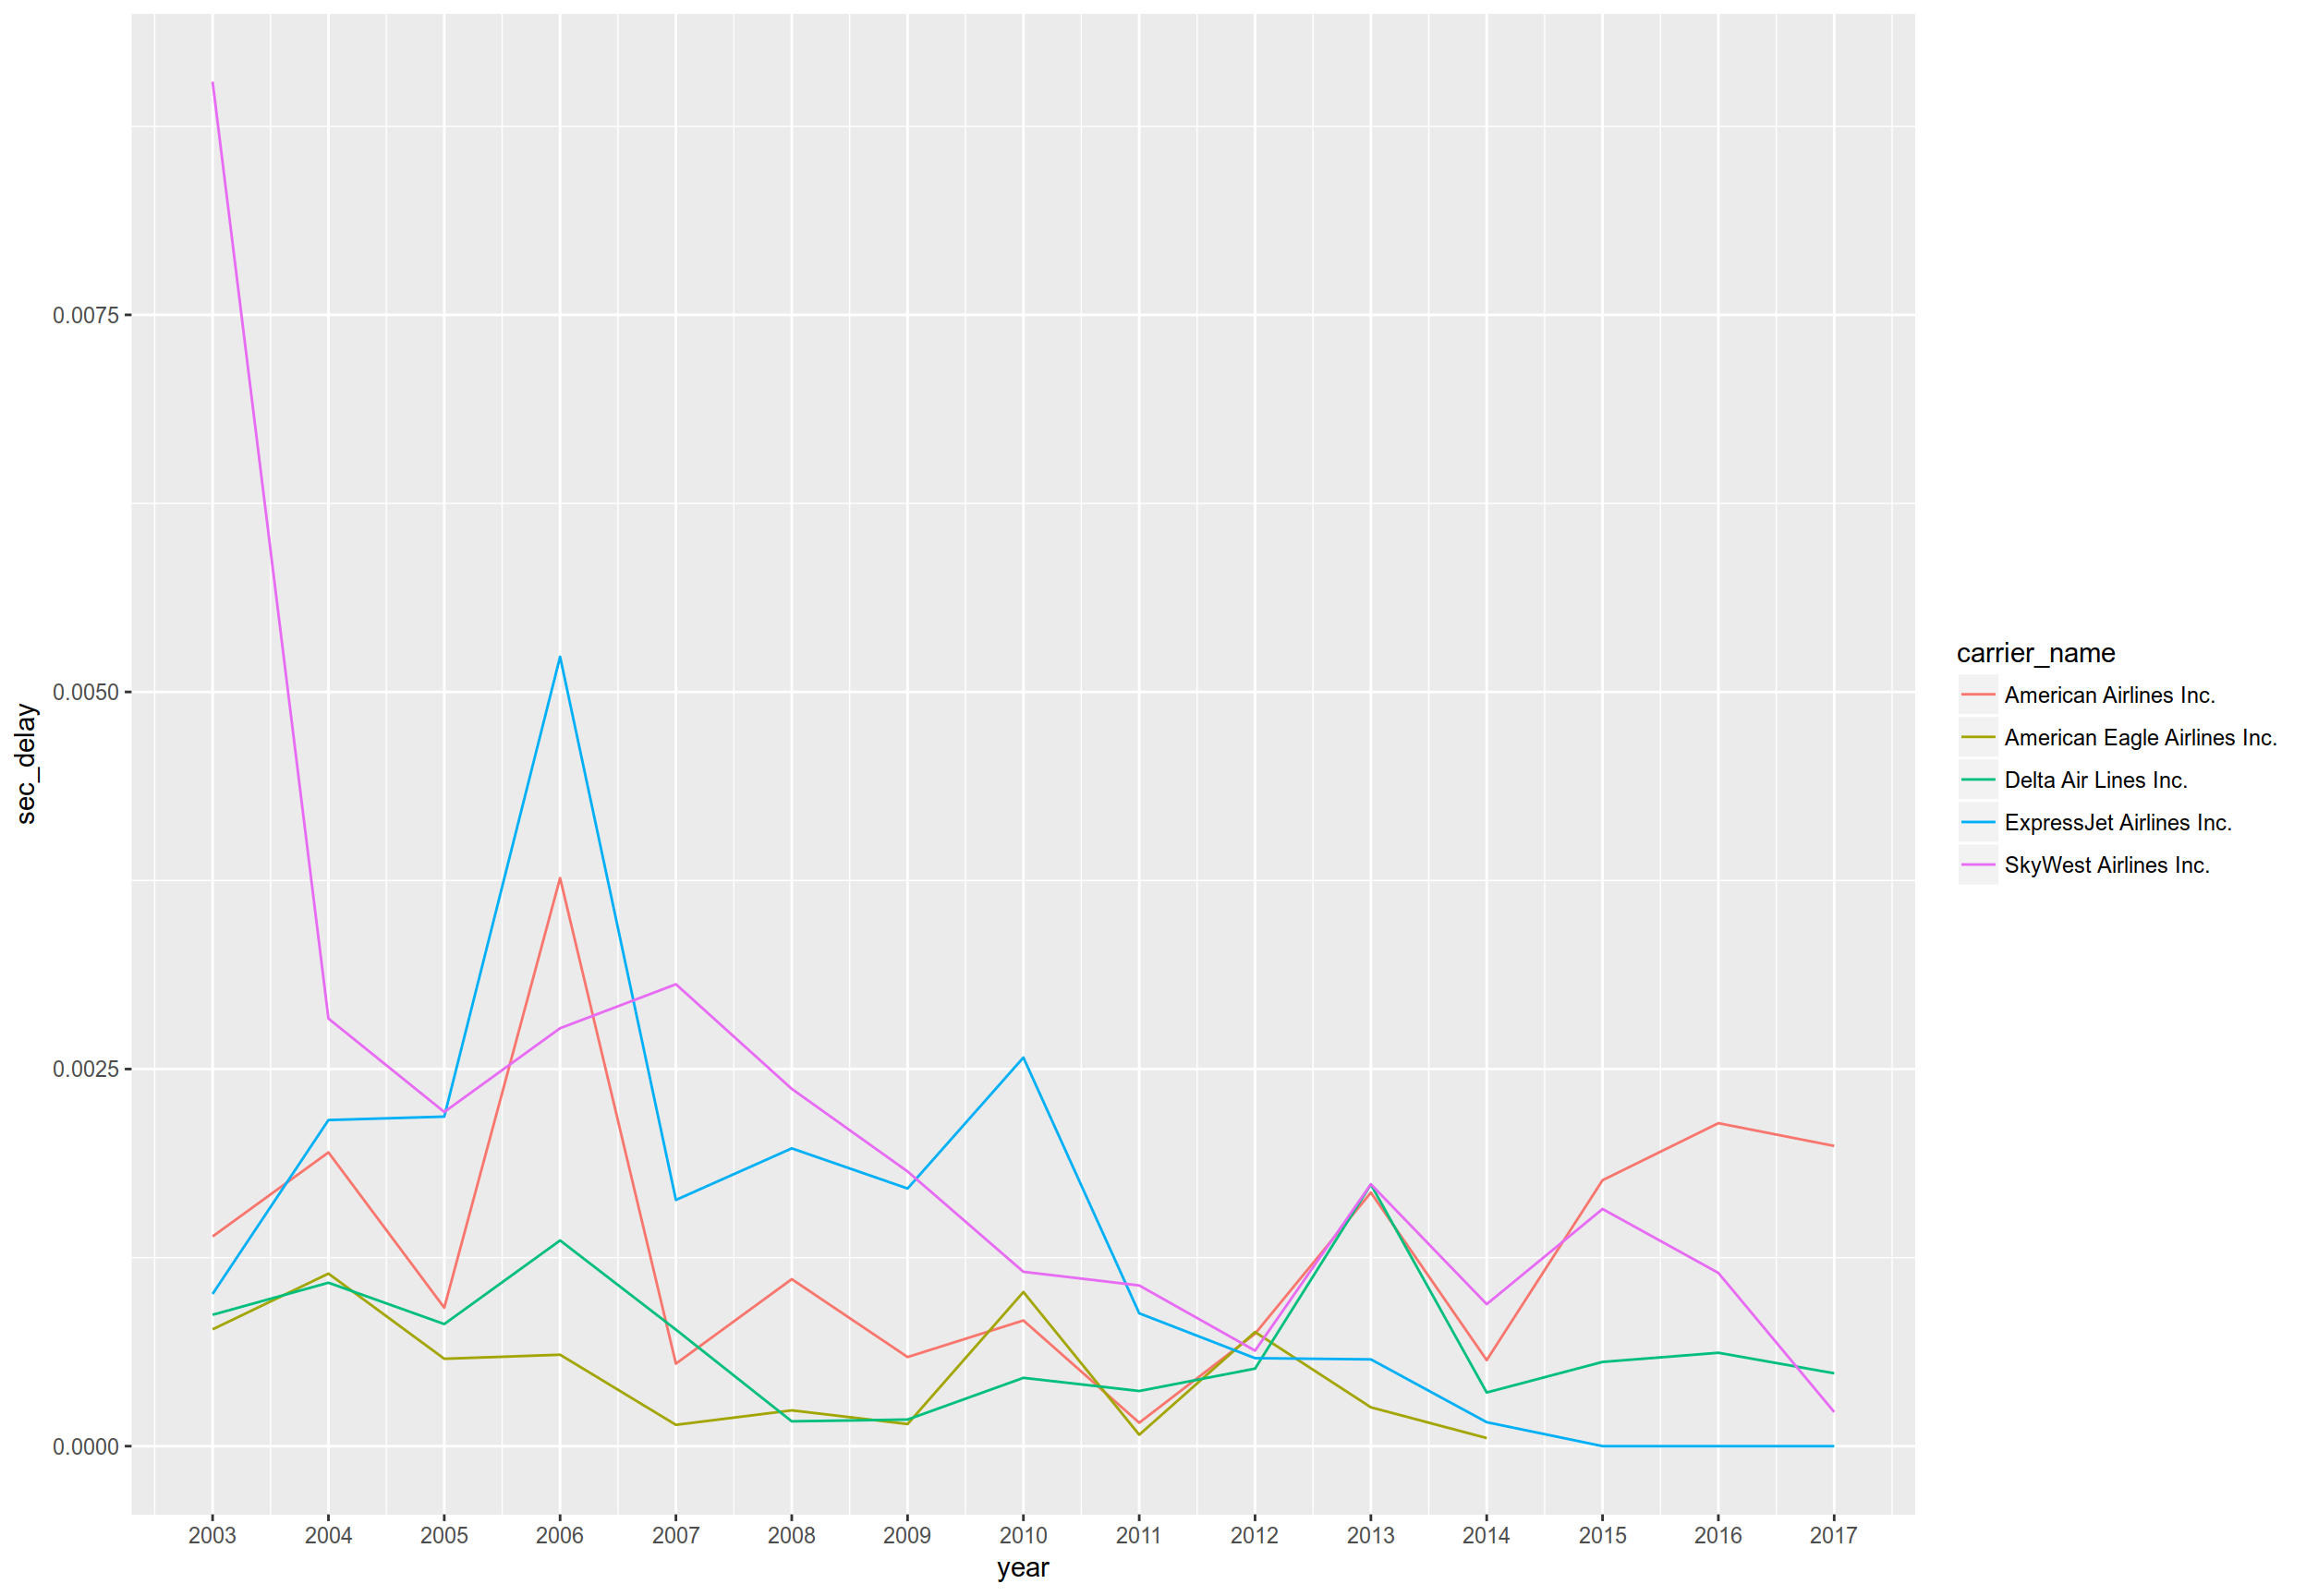 0.0075
0.0050
0.0025
0.0000
sec_delay
2003 2004 2005 2006 2007 2008 2009 2010 2011 2012 2013 2014 2015 2016 2017
year
carrier_name
American Airlines Inc.
American Eagle Airlines Inc.
Delta Air Lines Inc.
ExpressJet Airlines Inc.
SkyWest Airlines Inc.